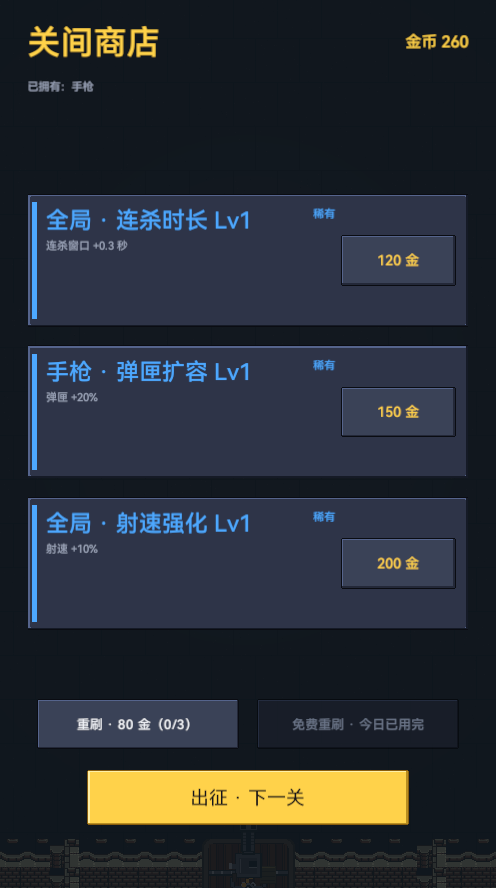 关间商店
金币 260
已拥有：手枪
全局 · 连杀时长 Lv1
稀有
连杀窗口 +0.3 秒
120 金
手枪 · 弹匣扩容 Lv1
稀有
弹匣 +20%
150 金
全局 · 射速强化 Lv1
稀有
射速 +10%
200 金
重刷 · 80 金（0/3）
免费重刷 · 今日已用完
出征 · 下一关